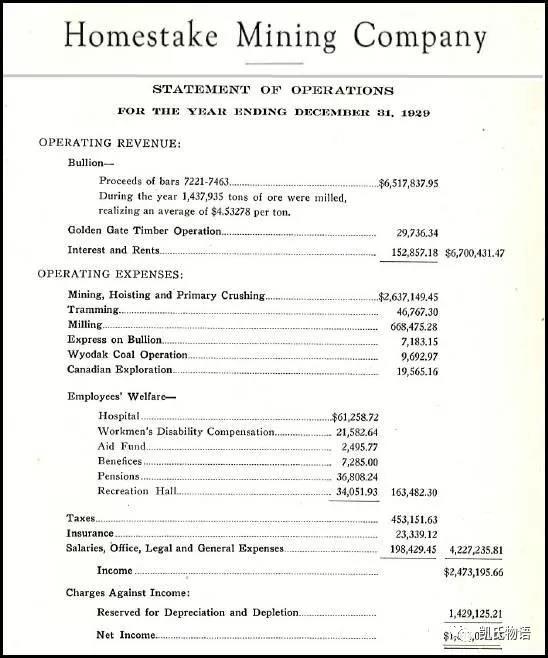 Homestake Mining Company
STATEMENT OF OPERATIONS
FOR THE YEAR ENDING DECEMBER 31, 1929
OPERATING REVENUE:
Bullion—
Proceeds of bars 7221-7463 $6,517,837.95
During the year 1,437,935 tons of ore were milled,
realizing an average of $4.53278 per ton.
Golden Gate Timber Operation 29,736.34
Interest and Rents 152,857.18 $6,700,431.47
OPERATING EXPENSES:
Mining, Hoisting and Primary Crushing $2,637,149.45
Tramming 46,767.30
Milling 668,475.28
Express on Bullion 7,183.15
Wyodak Coal Operation 9,692.97
Canadian Exploration 19,565.16
Employees' Welfare—
Hospital $61,258.72
Workmen's Disability Compensation 21,582.64
Aid Fund 2,495.77
Benefices 7,285.00
Pensions 36,808.24
Recreation Hall 34,051.93 163,482.30
Taxes 453,151.63
Insurance 23,339.12
Salaries, Office, Legal and General Expenses 198,429.45 4,227,235.81
Income $2,473,195.66
Charges Against Income:
Reserved for Depreciation and Depletion 1,429,125.21
Net Income
凯氏物语